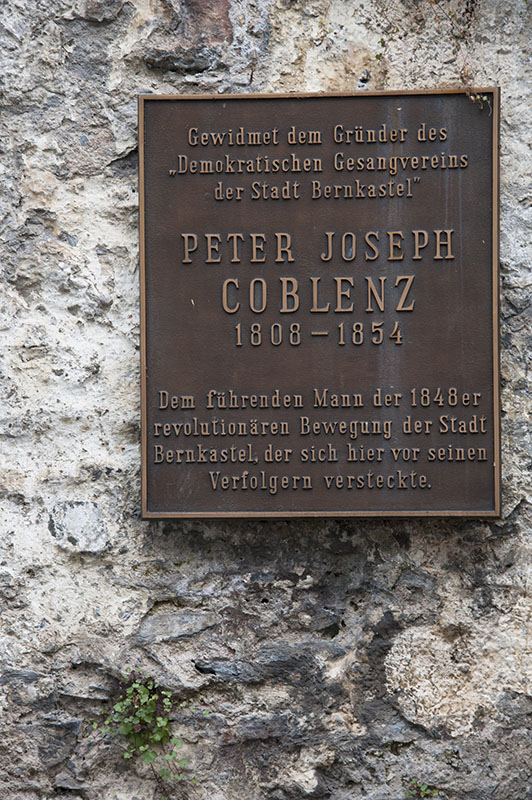 Gewidmet dem Gründer des
„Demokratischen Gesangvereins
der Stadt Bernkastel"
PETER JOSEPH
COBLENZ
1808 – 1854
Dem führenden Mann der 1848er
revolutionären Bewegung der Stadt
Bernkastel, der sich hier vor seinen
Verfolgern versteckte.